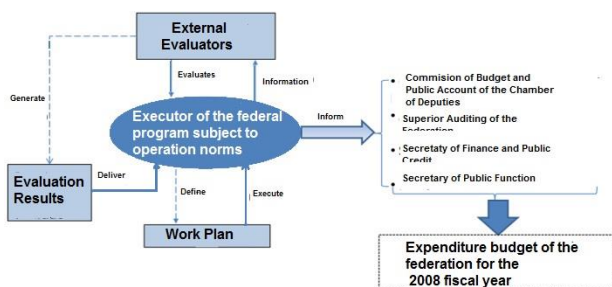 External
Evaluators
Evaluates
Information
Generate
Executor of the federal
program subject to
operation norms
Inform
Commision of Budget and
Public Account of the Chamber
of Deputies
Superior Auditing of the
Federation
Secretaty of Finance and Public
Credit
Secretary of Public Function
Evaluation
Results
Deliver
Define
Execute
Work Plan
Expenditure budget of the
federation for the
2008 fiscal year